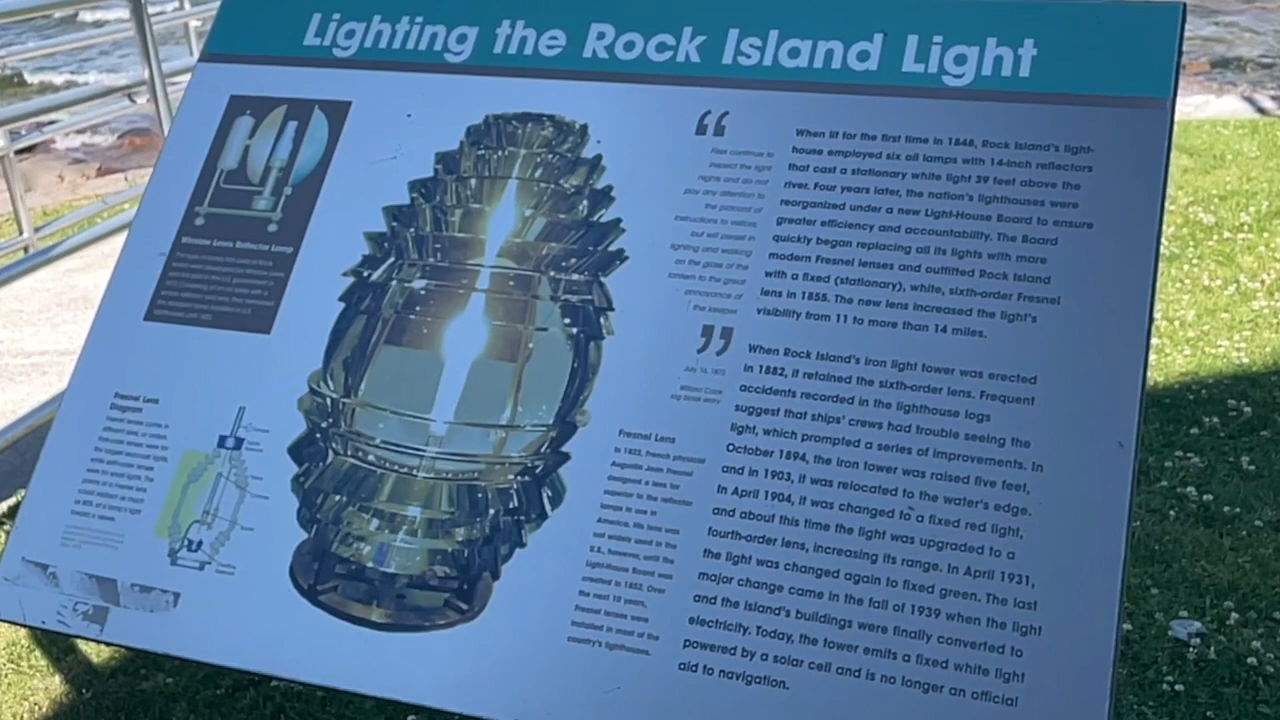 Lighting the Rock Island Light
Winslow Lewis Reflector Lamp
Fresnel Lens
Diagram
“
Flies continue to
inspect the light
nights and do not
pay any attention to
the placard of
instructions to visitors
but will persist in
lighting and walking
on the glass of the
lantern to the great
annoyance of
the keeper.
”
July 16, 1872
Willard Cook
log book entry
Fresnel Lens
In 1822, French physicist
Augustin Jean Fresnel
designed a lens far
superior to the reflector
lamps in use in
America. His lens was
not widely used in the
U.S., however, until the
Light-House Board was
created in 1852. Over
the next 10 years,
Fresnel lenses were
installed in most of the
country's lighthouses.
When lit for the first time in 1848, Rock Island's light-
house employed six oil lamps with 14-inch reflectors
that cast a stationary white light 39 feet above the
river. Four years later, the nation's lighthouses were
reorganized under a new Light-House Board to ensure
greater efficiency and accountability. The Board
quickly began replacing all its lights with more
modern Fresnel lenses and outfitted Rock Island
with a fixed (stationary), white, sixth-order Fresnel
lens in 1855. The new lens increased the light's
visibility from 11 to more than 14 miles.
When Rock Island's iron light tower was erected
in 1882, it retained the sixth-order lens. Frequent
accidents recorded in the lighthouse logs
suggest that ships' crews had trouble seeing the
light, which prompted a series of improvements. In
October 1894, the iron tower was raised five feet,
and in 1903, it was relocated to the water's edge.
In April 1904, it was changed to a fixed red light,
and about this time the light was upgraded to a
fourth-order lens, increasing its range. In April 1931,
the light was changed again to fixed green. The last
major change came in the fall of 1939 when the light
and the island's buildings were finally converted to
electricity. Today, the tower emits a fixed white light
powered by a solar cell and is no longer an official
aid to navigation.